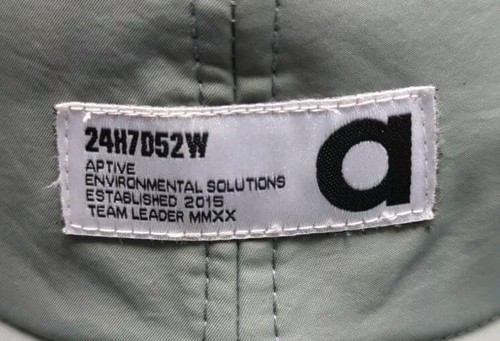 24H7D52W
APTIVE
ENVIRONMENTAL SOLUTIONS
ESTABLISHED 2015
TEAM LEADER MMXX
a